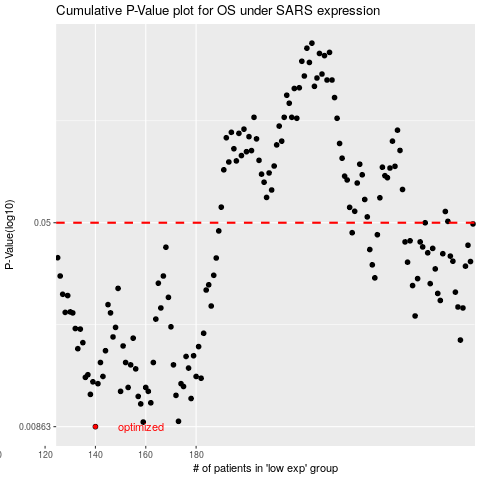 Cumulative P-Value plot for OS under SARS expression
P-Value(log10)
0.05
0.00863
optimized
0 120 140 160 180
# of patients in 'low exp' group